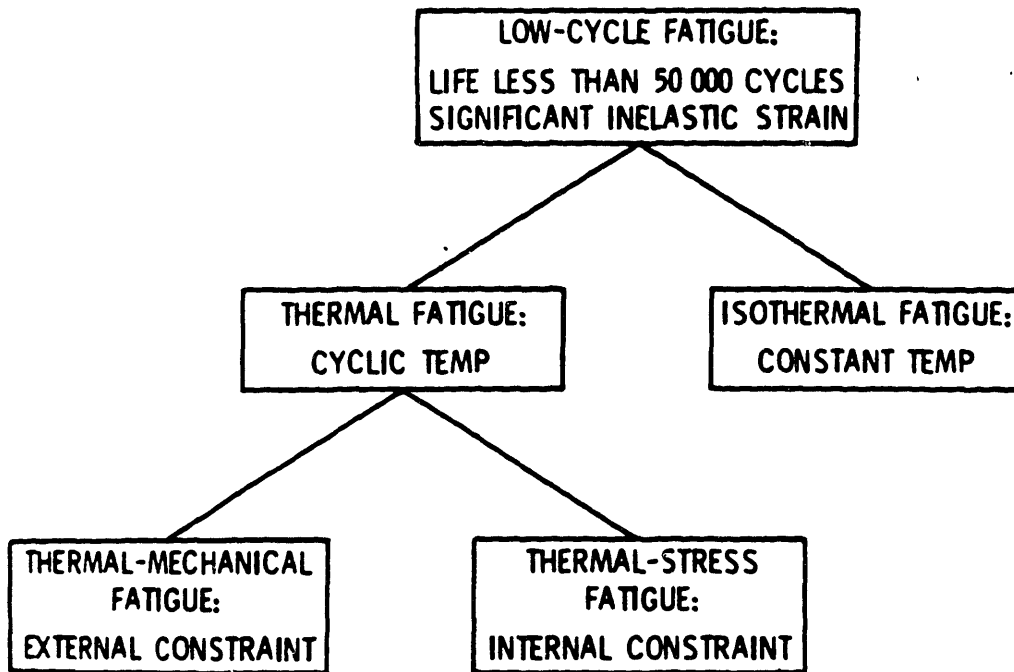 LOW-CYCLE FATIGUE:
LIFE LESS THAN 50 000 CYCLES
SIGNIFICANT INELASTIC STRAIN
THERMAL FATIGUE:
CYCLIC TEMP
ISOTHERMAL FATIGUE:
CONSTANT TEMP
THERMAL-MECHANICAL
FATIGUE:
EXTERNAL CONSTRAINT
THERMAL-STRESS
FATIGUE:
INTERNAL CONSTRAINT